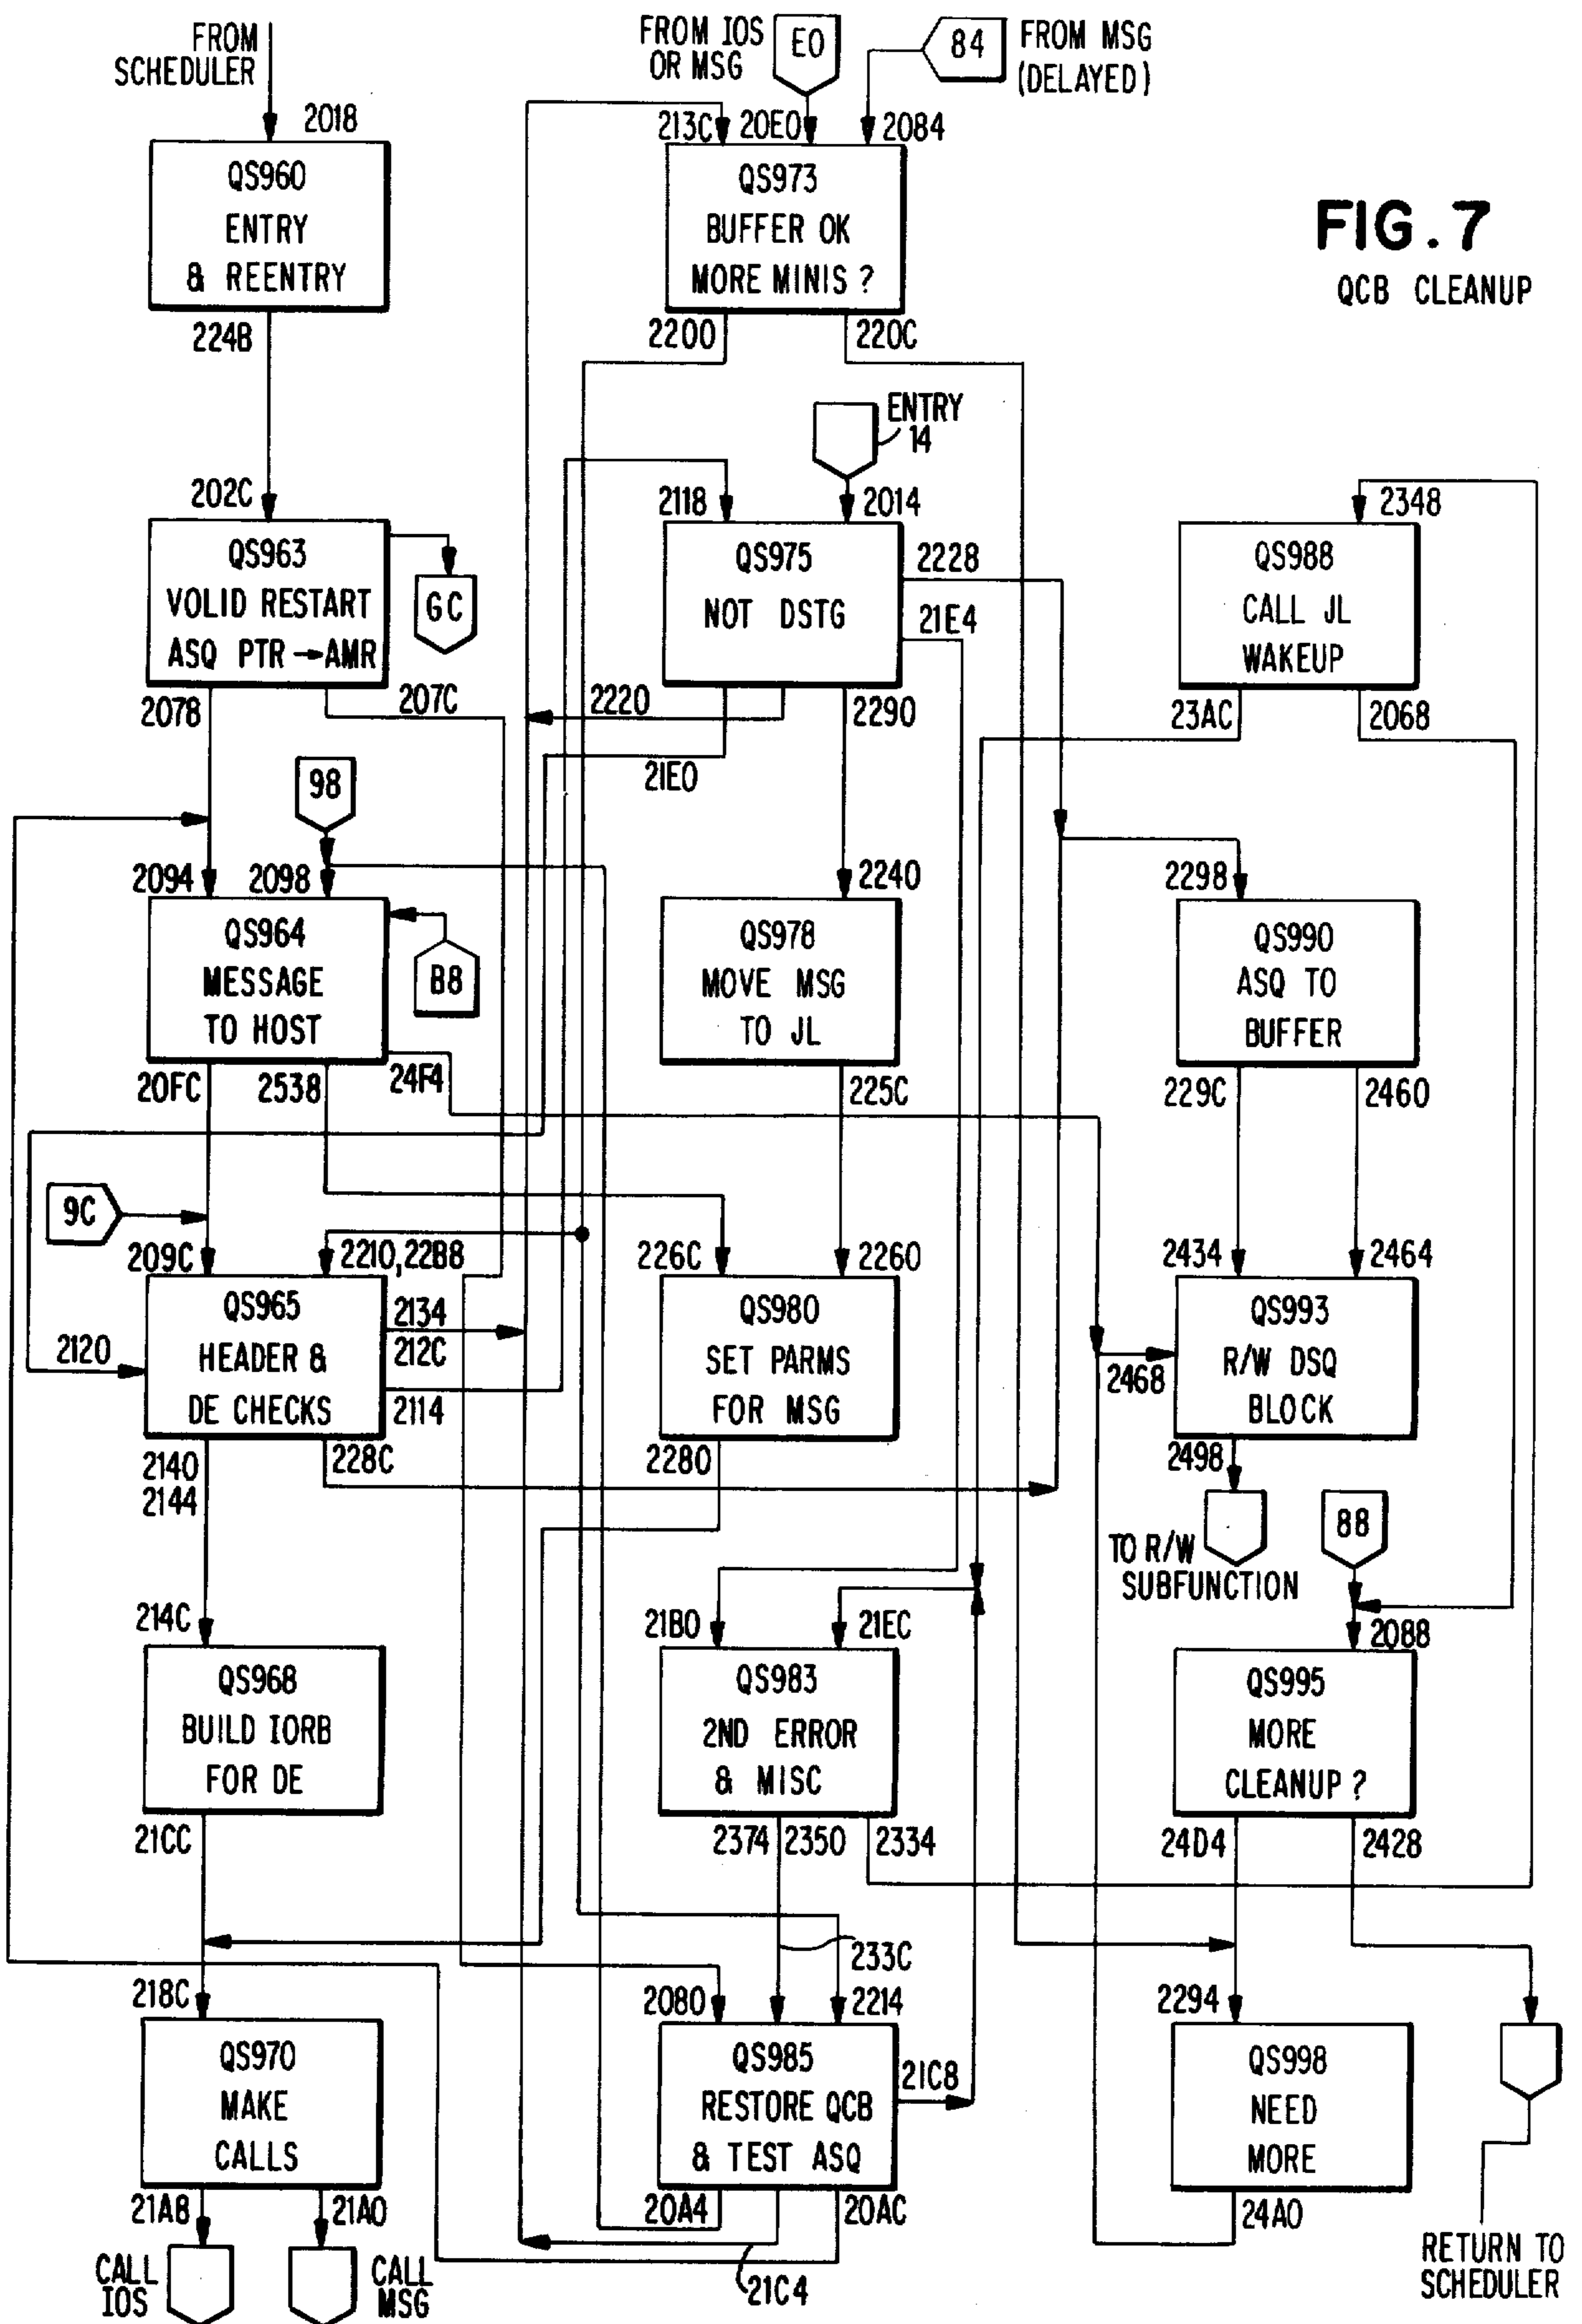 FROM
SCHEDULER
2018
QS960
ENTRY
& REENTRY
224B
202C
QS963
VOLID RESTART
ASQ PTR → AMR
GC
2078
207C
98
2094
2098
QS964
MESSAGE
TO HOST
B8
20FC
2538
24F4
9C
209C
2210, 22B8
2120
QS965
HEADER &
DE CHECKS
2134
212C
2114
2140
2144
228C
214C
QS968
BUILD IORB
FOR DE
21CC
218C
QS970
MAKE
CALLS
21A8
21A0
CALL
IOS
CALL
MSG
FROM IOS
OR MSG
E0
84
FROM MSG
(DELAYED)
213C
20E0
2084
QS973
BUFFER OK
MORE MINIS ?
2200
220C
ENTRY
14
2118
2014
QS975
NOT DSTG
2228
21E4
2220
2290
21E0
2240
QS978
MOVE MSG
TO JL
225C
226C
2260
QS980
SET PARMS
FOR MSG
2280
21B0
21EC
QS983
2ND ERROR
& MISC
2374
2350
2334
233C
2080
2214
QS985
RESTORE QCB
& TEST ASQ
21C8
20A4
20AC
21C4
FIG. 7
QCB CLEANUP
2348
QS988
CALL JL
WAKEUP
23AC
2068
2298
QS990
ASQ TO
BUFFER
229C
2460
2434
2464
QS993
R/W DSQ
BLOCK
2468
2498
TO R/W
SUBFUNCTION
88
2088
QS995
MORE
CLEANUP ?
24D4
2428
2294
QS998
NEED
MORE
24A0
RETURN TO
SCHEDULER